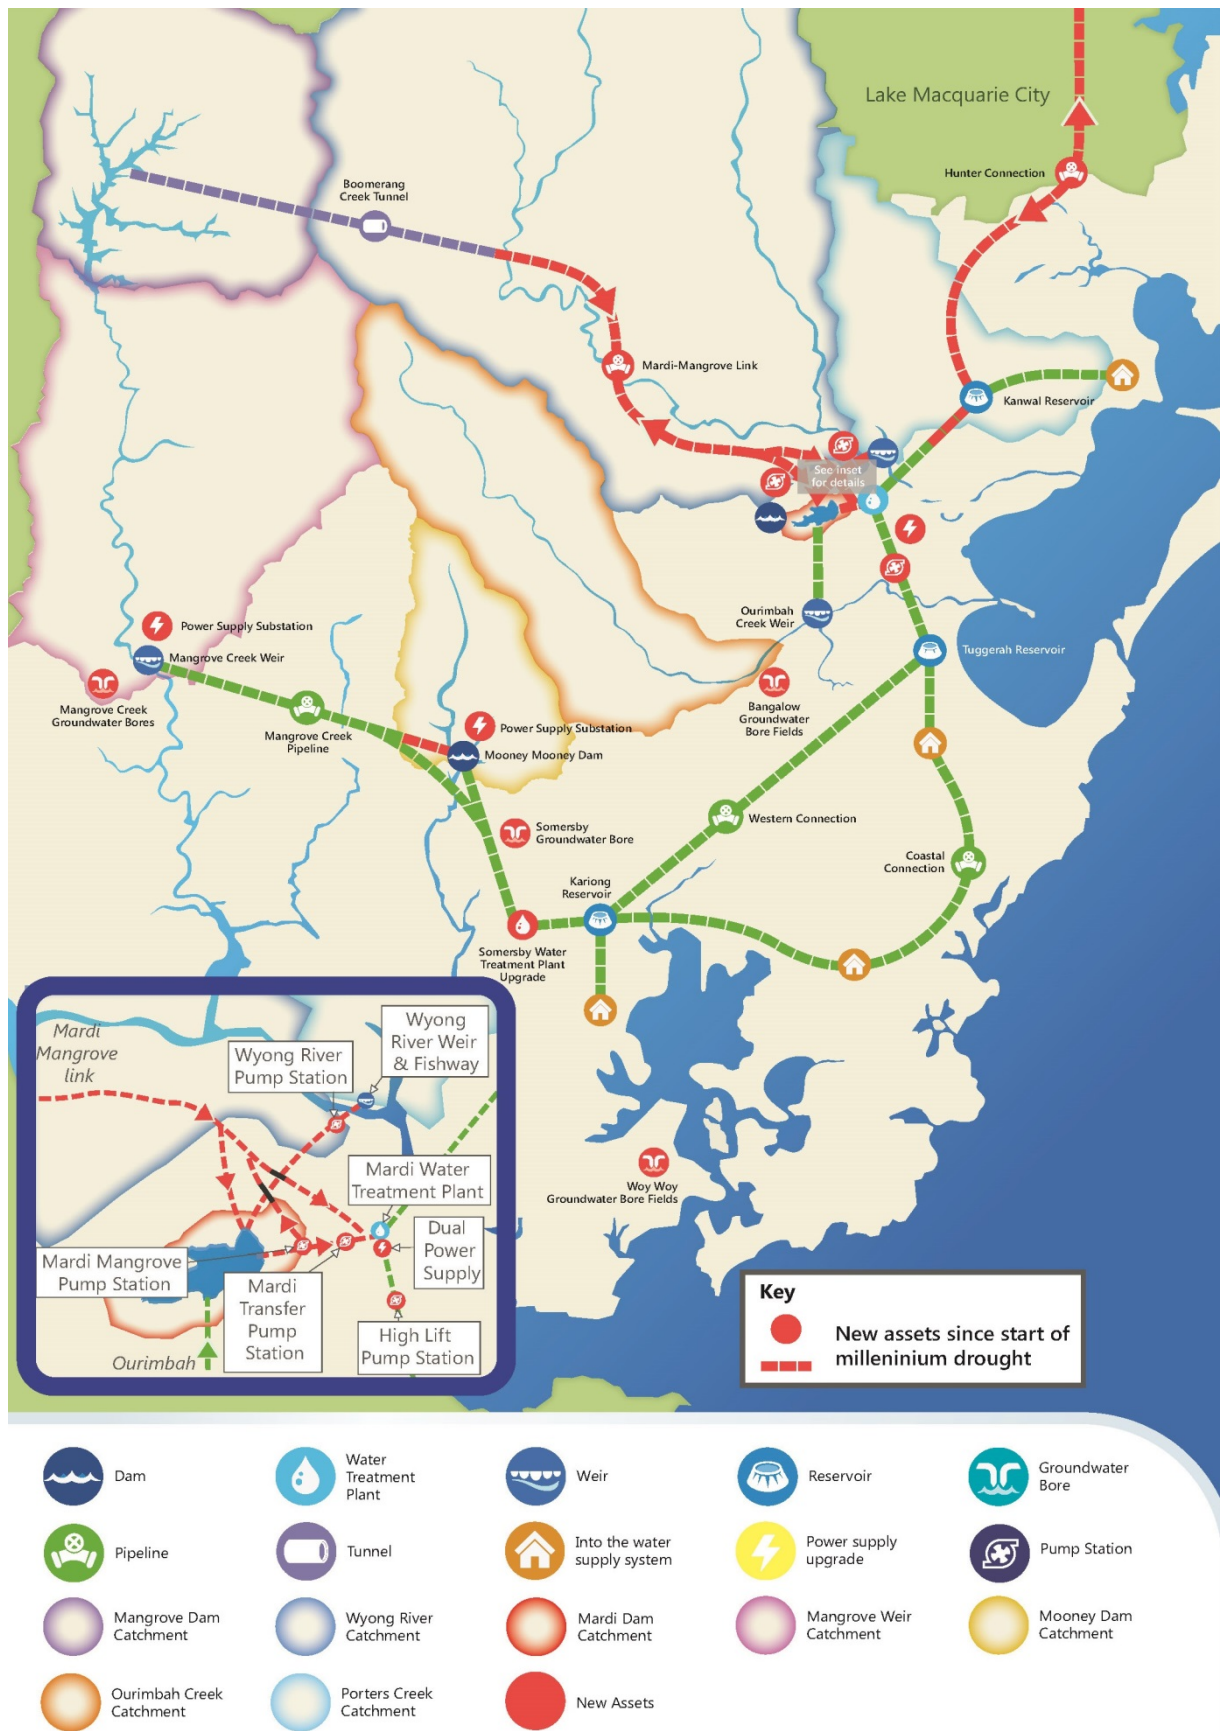 Lake Macquarie City
Hunter Connection
Boomerang
Creek Tunnel
Mardi-Mangrove Link
Kanwal Reservoir
See inset
for details
Ourimbah
Creek Weir
Power Supply Substation
Mangrove Creek Weir
Tuggerah Reservoir
Mangrove Creek
Groundwater Bores
Bangalow
Groundwater
Bore Fields
Mangrove Creek
Pipeline
Power Supply Substation
Mooney Mooney Dam
Somersby
Groundwater Bore
Western Connection
Coastal
Connection
Kariong
Reservoir
Somersby Water
Treatment Plant
Upgrade
Woy Woy
Groundwater Bore Fields
Mardi
Mangrove
link
Wyong River
Pump Station
Wyong
River Weir
& Fishway
Mardi Water
Treatment Plant
Dual
Power
Supply
Mardi Mangrove
Pump Station
Mardi
Transfer
Pump
Station
High Lift
Pump Station
Ourimbah
Key
New assets since start of
milleninium drought
Dam
Water
Treatment
Plant
Weir
Reservoir
Groundwater
Bore
Pipeline
Tunnel
Into the water
supply system
Power supply
upgrade
Pump Station
Mangrove Dam
Catchment
Wyong River
Catchment
Mardi Dam
Catchment
Mangrove Weir
Catchment
Mooney Dam
Catchment
Ourimbah Creek
Catchment
Porters Creek
Catchment
New Assets